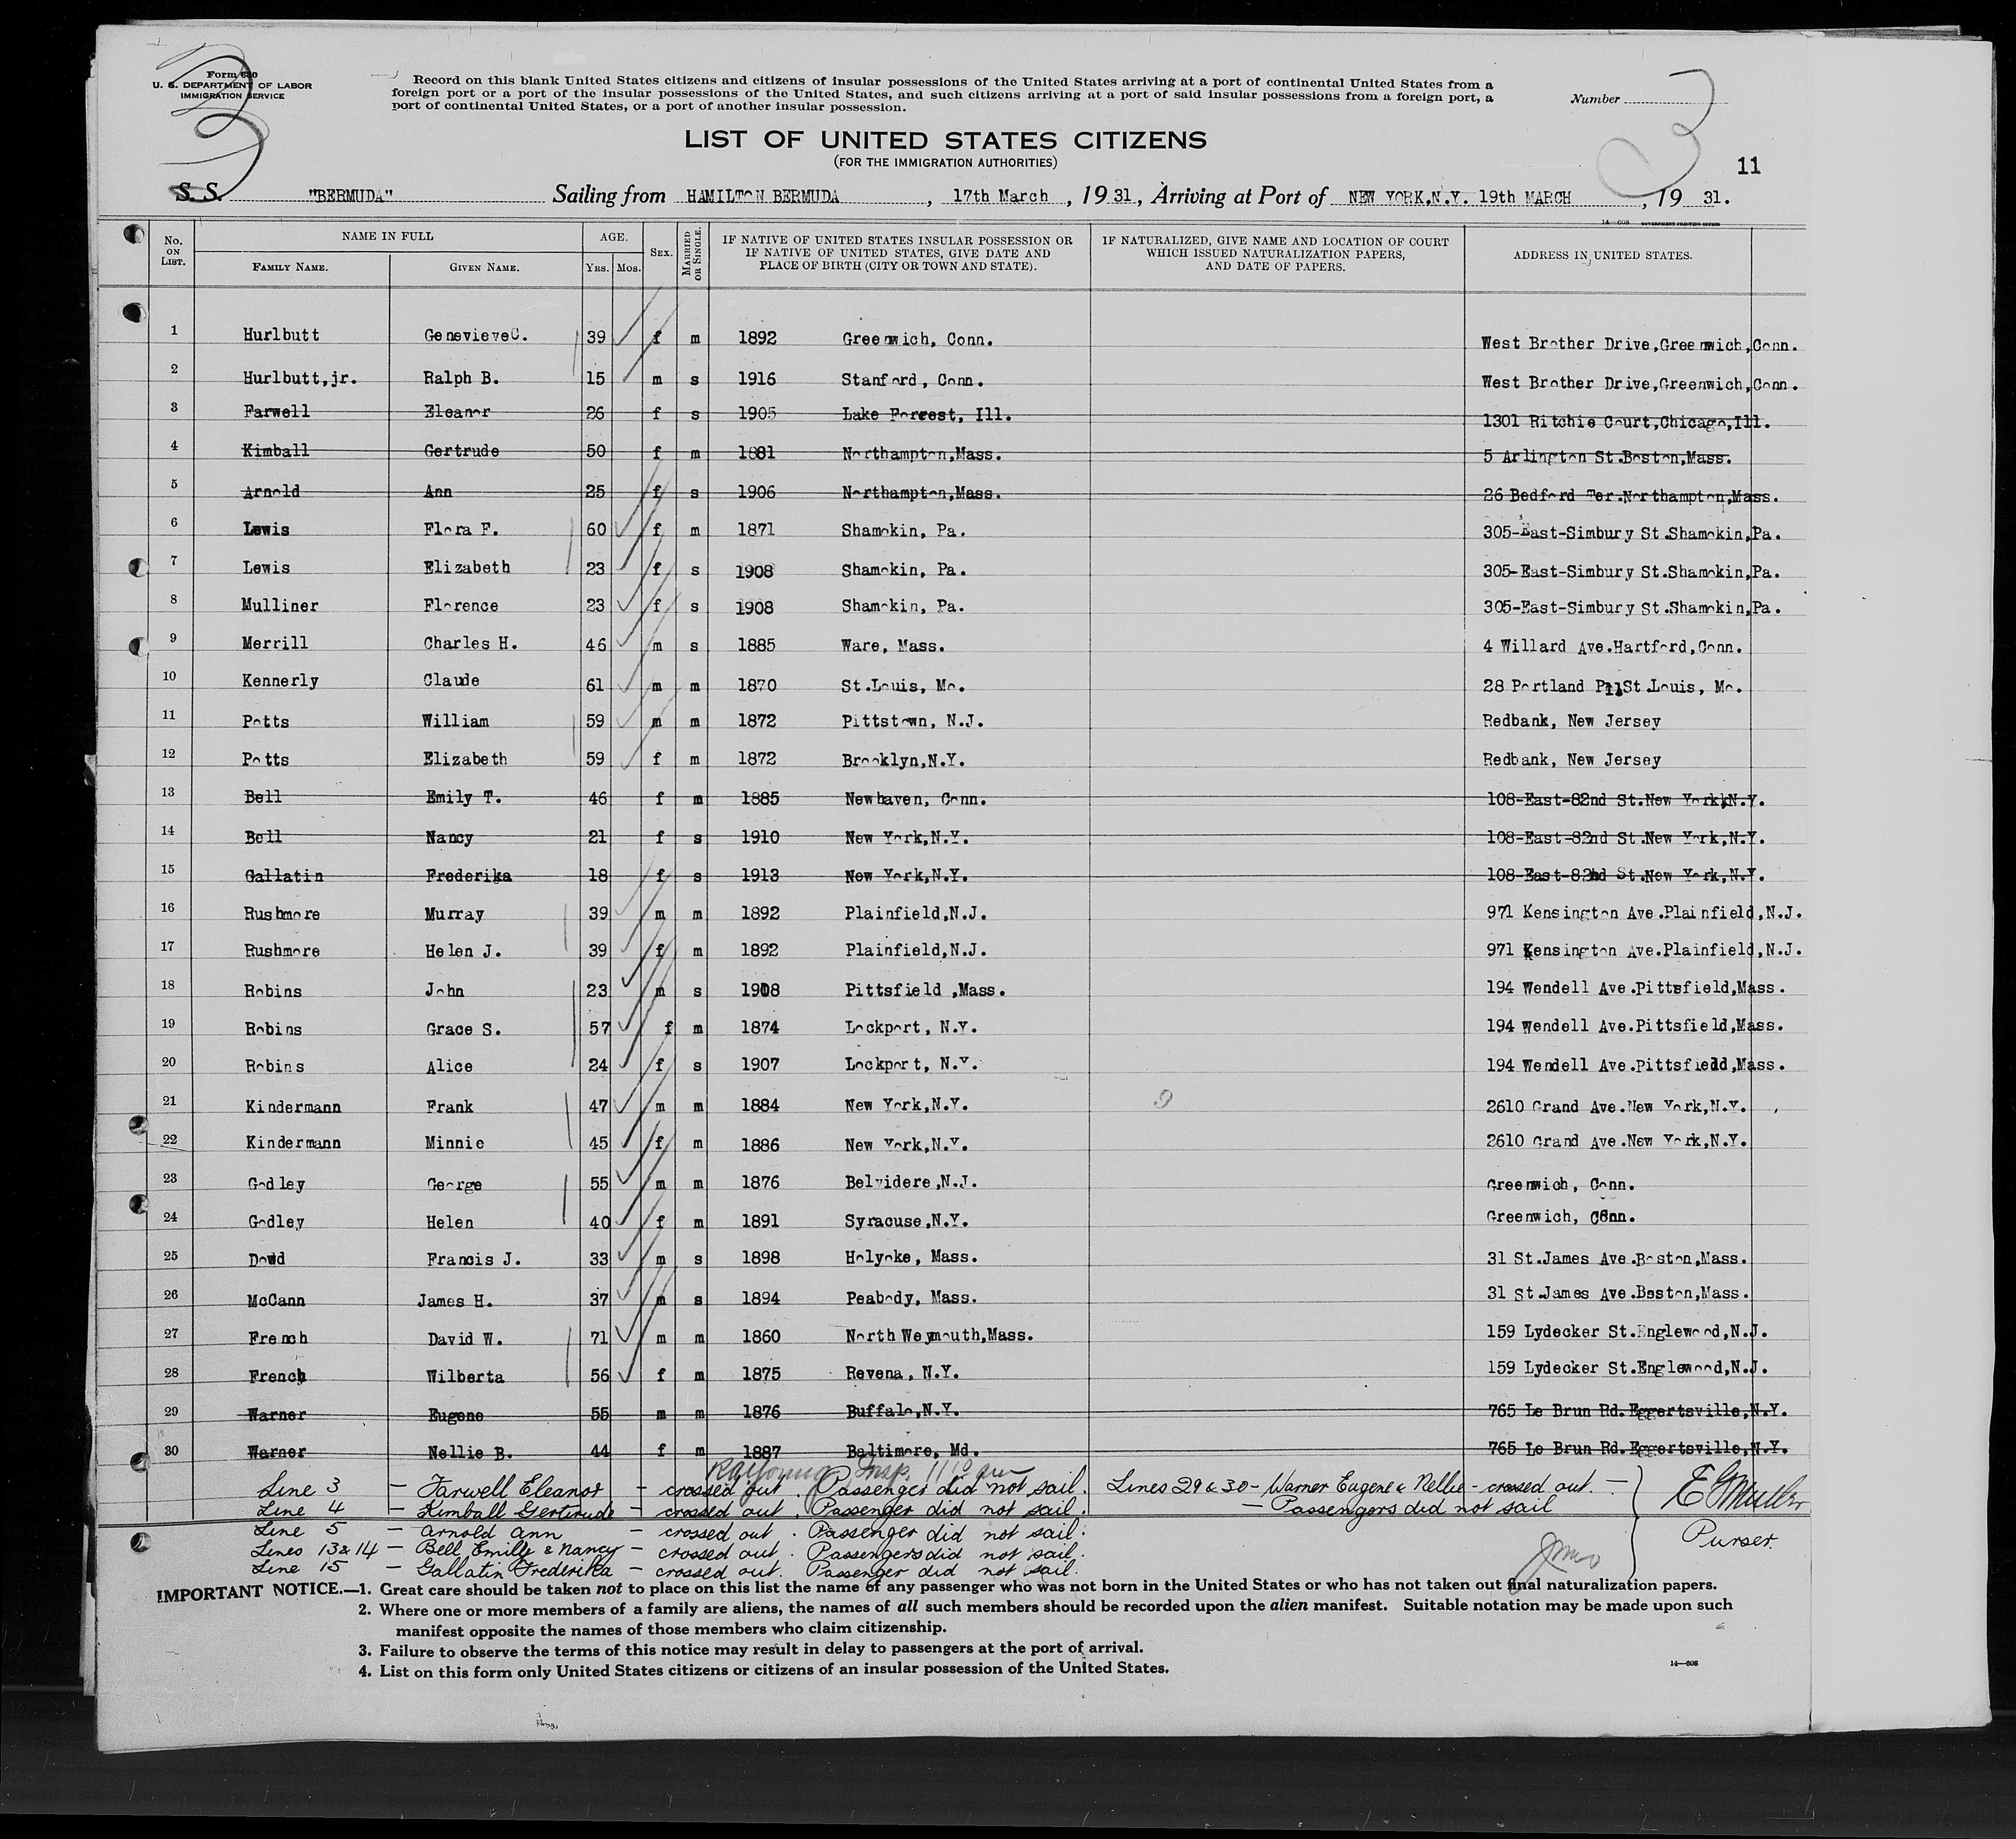 3
Form 630
U. S. DEPARTMENT OF LABOR
IMMIGRATION SERVICE
Record on this blank United States citizens and citizens of insular possessions of the United States arriving at a port of continental United States from a
foreign port or a port of the insular possessions of the United States, and such citizens arriving at a port of said insular possessions from a foreign port, a
port of continental United States, or a port of another insular possession.
Number
3
LIST OF UNITED STATES CITIZENS
(FOR THE IMMIGRATION AUTHORITIES)
11
S. S. "BERMUDA" Sailing from HAMILTON BERMUDA, 17th March, 1931, Arriving at Port of NEW YORK,N.Y. 19th MARCH, 19 31.
14—608 GOVERNMENT PRINTING OFFICE
No. ON LIST. NAME IN FULL FAMILY NAME. GIVEN NAME. AGE. YRS. MOS. SEX. MARRIED OR SINGLE. IF NATIVE OF UNITED STATES INSULAR POSSESSION OR IF NATIVE OF UNITED STATES, GIVE DATE AND PLACE OF BIRTH (CITY OR TOWN AND STATE). IF NATURALIZED, GIVE NAME AND LOCATION OF COURT WHICH ISSUED NATURALIZATION PAPERS, AND DATE OF PAPERS. ADDRESS IN UNITED STATES.
1 Hurlbutt Genevieve C. 39 f m 1892 Greenwich, Conn. West Brother Drive,Greenwich,Conn.
2 Hurlbutt,jr. Ralph B. 15 m s 1916 Stanford, Conn. West Brother Drive,Greenwich,Conn.
3 Farwell Eleanor 26 f s 1905 Lake Forrest, Ill. 1301 Ritchie Court,Chicago,Ill.
4 Kimball Gertrude 50 f m 1881 Northampton,Mass. 5 Arlington St.Boston,Mass.
5 Arnold Ann 25 f s 1906 Northampton,Mass. 26 Bedford Ter.Northampton,Mass.
6 Lewis Flora F. 60 f m 1871 Shamokin, Pa. 305-East-Simbury St.Shamokin,Pa.
7 Lewis Elizabeth 23 f s 1908 Shamokin, Pa. 305-East-Simbury St.Shamokin,Pa.
8 Mulliner Florence 23 f s 1908 Shamokin, Pa. 305-East-Simbury St.Shamokin,Pa.
9 Merrill Charles H. 46 m s 1885 Ware, Mass. 4 Willard Ave.Hartford,Conn.
10 Kennerly Claude 61 m m 1870 St.Louis, Mo. 28 Portland Pl.St.Louis, Mo.
11 Potts William 59 m m 1872 Pittstown, N.J. Redbank, New Jersey
12 Potts Elizabeth 59 f m 1872 Brooklyn,N.Y. Redbank, New Jersey
13 Bell Emily T. 46 f m 1885 Newhaven, Conn. 108-East-82nd St.New York,N.Y.
14 Bell Nancy 21 f s 1910 New York,N.Y. 108-East-82nd St.New York,N.Y.
15 Gallatin Frederika 18 f s 1913 New York,N.Y. 108-East-82nd St.New York,N.Y.
16 Rushmore Murray 39 m m 1892 Plainfield,N.J. 971 Kensington Ave.Plainfield,N.J.
17 Rushmore Helen J. 39 f m 1892 Plainfield,N.J. 971 Kensington Ave.Plainfield,N.J.
18 Robins John 23 m s 1908 Pittsfield ,Mass. 194 Wendell Ave.Pittsfield,Mass.
19 Robins Grace S. 57 f m 1874 Lockport, N.Y. 194 Wendell Ave.Pittsfield,Mass.
20 Robins Alice 24 f s 1907 Lockport, N.Y. 194 Wendell Ave.Pittsfiedd,Mass.
21 Kindermann Frank 47 m m 1884 New York,N.Y. 2610 Grand Ave.New York,N.Y.
22 Kindermann Minnie 45 f m 1886 New York,N.Y. 2610 Grand Ave.New York,N.Y.
23 Godley George 55 m m 1876 Belvidere,N.J. Greenwich, Conn.
24 Godley Helen 40 f m 1891 Syracuse,N.Y. Greenwich, Conn.
25 Dowd Francis J. 33 m s 1898 Holyoke, Mass. 31 St.James Ave.Boston,Mass.
26 McCann James H. 37 m s 1894 Peabody, Mass. 31 St.James Ave.Boston,Mass.
27 French David W. 71 m m 1860 North Weymouth,Mass. 159 Lydecker St.Englewood,N.J.
28 French Wilberta 56 f m 1875 Revena, N.Y. 159 Lydecker St.Englewood,N.J.
29 Warner Eugene 55 m m 1876 Buffalo,N.Y. 765 Le Brun Rd.Eggertsville,N.Y.
30 Warner Nellie B. 44 f m 1887 Baltimore, Md. 765 Le Brun Rd.Eggertsville,N.Y.
Insp.
Line 3 — Farwell Eleanor — crossed out. Passenger did not sail. Lines 29 & 30 - Warner Eugene & Nellie - crossed out. —
Line 4 — Kimball Gertrude — crossed out. Passenger did not sail. — Passengers did not sail
Line 5 — Arnold Ann — crossed out. Passenger did not sail.
Purser
Lines 13 & 14 — Bell Emily & Nancy — crossed out. Passengers did not sail.
Line 15 — Gallatin Frederika — crossed out. Passenger did not sail.
IMPORTANT NOTICE.—1. Great care should be taken not to place on this list the name of any passenger who was not born in the United States or who has not taken out final naturalization papers.
2. Where one or more members of a family are aliens, the names of all such members should be recorded upon the alien manifest. Suitable notation may be made upon such
manifest opposite the names of those members who claim citizenship.
3. Failure to observe the terms of this notice may result in delay to passengers at the port of arrival.
4. List on this form only United States citizens or citizens of an insular possession of the United States.
14—608